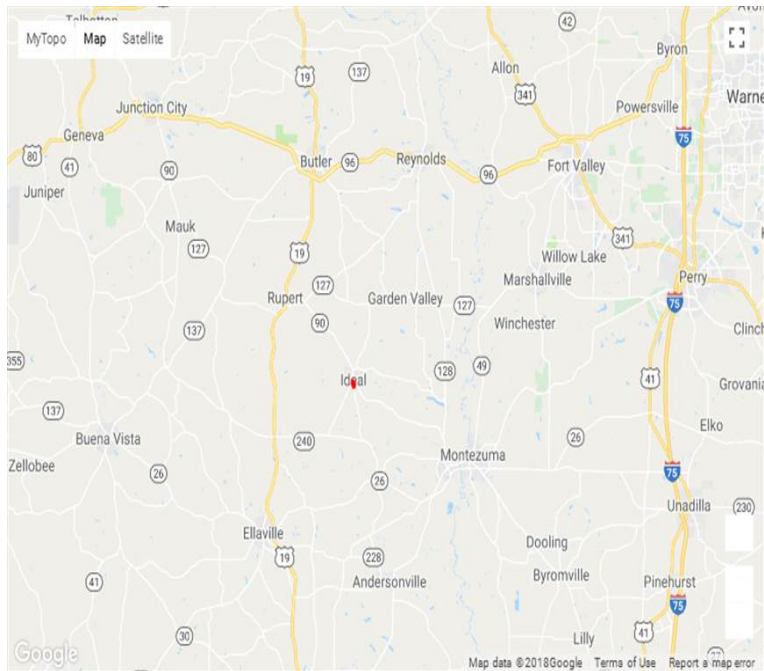 Talbotton
42
Avon
MyTopo Map Satellite
Byron
19
137
Allon
341
Warne
Junction City
Powersville
Geneva
75
80
41
Butler
96
Reynolds
Fort Valley
90
96
Juniper
Mauk
127
19
341
Willow Lake
Marshallville
Perry
127
Rupert
Garden Valley
127
75
90
Winchester
137
Clinch
355
128
49
Ideal
41
Grovania
137
Elko
Buena Vista
240
26
Montezuma
Zellobee
26
26
75
Unadilla
230
Ellaville
19
Dooling
228
Byromville
41
Andersonville
Pinehurst
75
30
Lilly
41
Google
Map data ©2018Google Terms of Use Report a map error